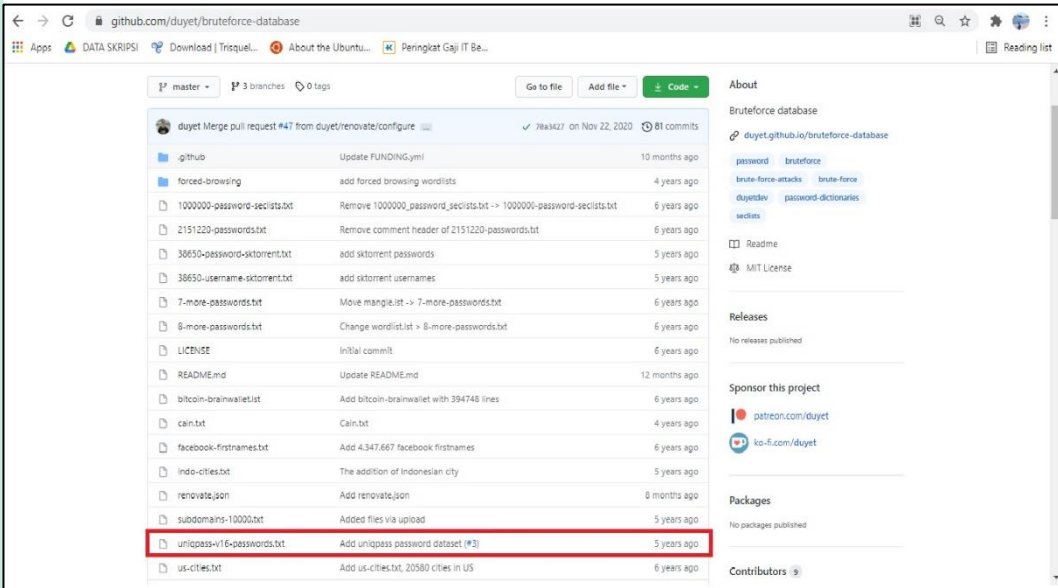 github.com/duyet/bruteforce-database
Apps DATA SKRIPSI Download | Trisquel... About the Ubuntu... Peringkat Gaji IT Be... Reading list
master 3 branches 0 tags Go to file Add file Code
duyet Merge pull request #47 from duyet/renovate/configure ... on Nov 22, 2020 81 commits
.github Update FUNDING.yml 10 months ago
forced-browsing add forced browsing wordlists 4 years ago
1000000-password-seclists.txt Remove 1000000_password_seclists.txt -> 1000000-password-seclists.txt 6 years ago
2151220-passwords.txt Remove comment header of 2151220-passwords.txt 6 years ago
38650-password-sktorrent.txt add sktorrent passwords 5 years ago
38650-username-sktorrent.txt add sktorrent usernames 5 years ago
7-more-passwords.txt Move mangle.lst -> 7-more-passwords.txt 6 years ago
8-more-passwords.txt Change wordlist.lst > 8-more-passwords.txt 6 years ago
LICENSE Initial commit 6 years ago
README.md Update README.md 12 months ago
bitcoin-brainwallet.lst Add bitcoin-brainwallet with 394748 lines 6 years ago
cain.txt Cain.txt 4 years ago
facebook-firstnames.txt Add 4.347.667 facebook firstnames 6 years ago
indo-cities.txt The addition of Indonesian city 5 years ago
renovate.json Add renovate.json 8 months ago
subdomains-10000.txt Added files via upload 5 years ago
uniqpass-v16-passwords.txt Add uniqpass password dataset (#3) 5 years ago
us-cities.txt Add us-cities.txt, 20580 cities in US 6 years ago
About
Bruteforce database
duyet.github.io/bruteforce-database
password bruteforce
brute-force-attacks brute-force
duyetdev password-dictionaries
seclists
Readme
MIT License
Releases
No releases published
Sponsor this project
patreon.com/duyet
ko-fi.com/duyet
Packages
No packages published
Contributors 9